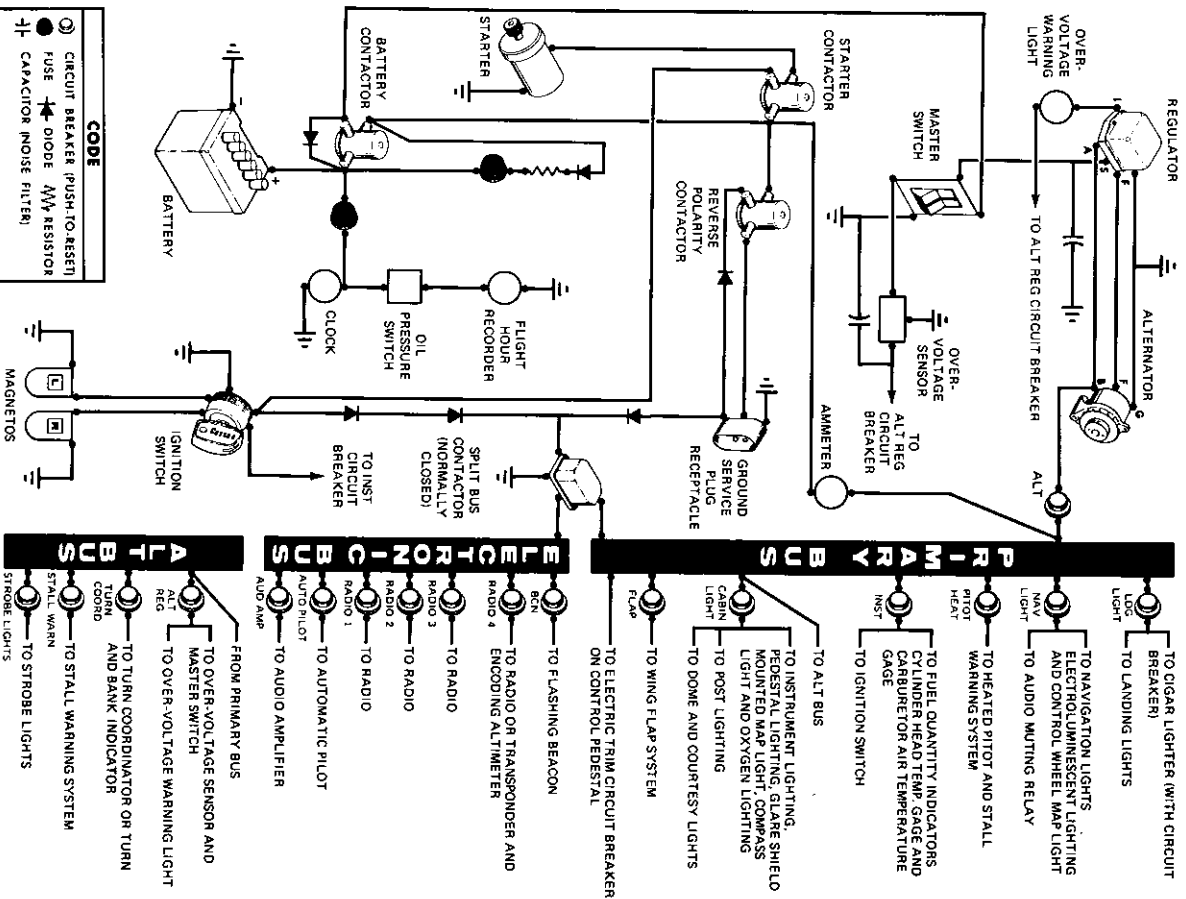 REGULATOR
OVER-
VOLTAGE
WARNING
LIGHT
I
A
S
F
TO ALT REG CIRCUIT BREAKER
ALTERNATOR
B
F
G
ALT
MASTER
SWITCH
OVER-
VOLTAGE
SENSOR
TO
ALT REG
CIRCUIT
BREAKER
AMMETER
STARTER
CONTACTOR
STARTER
REVERSE
POLARITY
CONTACTOR
GROUND
SERVICE
PLUG
RECEPTACLE
BATTERY
CONTACTOR
-
+
BATTERY
FLIGHT
HOUR
RECORDER
OIL
PRESSURE
SWITCH
CLOCK
SPLIT BUS
CONTACTOR
(NORMALLY
CLOSED)
TO INST
CIRCUIT
BREAKER
IGNITION
SWITCH
L
R
MAGNETOS
CODE
CIRCUIT BREAKER (PUSH-TO-RESET)
FUSE
DIODE
RESISTOR
CAPACITOR (NOISE FILTER)
PRIMARY BUS
LDG
LIGHT
TO CIGAR LIGHTER (WITH CIRCUIT
BREAKER)
TO LANDING LIGHTS
NAV
LIGHT
TO NAVIGATION LIGHTS
ELECTROLUMINESCENT LIGHTING
AND CONTROL WHEEL MAP LIGHT
TO AUDIO MUTING RELAY
PITOT
HEAT
TO HEATED PITOT AND STALL
WARNING SYSTEM
INST
TO FUEL QUANTITY INDICATORS
CYLINDER HEAD TEMP. GAGE AND
CARBURETOR AIR TEMPERATURE
GAGE
TO IGNITION SWITCH
TO ALT BUS
CABIN
LIGHT
TO INSTRUMENT LIGHTING,
PEDESTAL LIGHTING, GLARE SHIELD
MOUNTED MAP LIGHT, COMPASS
LIGHT AND OXYGEN LIGHTING
TO POST LIGHTING
TO DOME AND COURTESY LIGHTS
FLAP
TO WING FLAP SYSTEM
TO ELECTRIC TRIM CIRCUIT BREAKER
ON CONTROL PEDESTAL
ELECTRONIC BUS
BCN
TO FLASHING BEACON
RADIO 4
TO RADIO OR TRANSPONDER AND
ENCODING ALTIMETER
RADIO 3
TO RADIO
RADIO 2
TO RADIO
RADIO 1
TO RADIO
AUTO PILOT
TO AUTOMATIC PILOT
AUD AMP
TO AUDIO AMPLIFIER
ALT BUS
FROM PRIMARY BUS
ALT
REG
TO OVER-VOLTAGE SENSOR AND
MASTER SWITCH
TO OVER-VOLTAGE WARNING LIGHT
TURN
COORD
TO TURN COORDINATOR OR TURN
AND BANK INDICATOR
STALL WARN
TO STALL WARNING SYSTEM
STROBE LIGHTS
TO STROBE LIGHTS